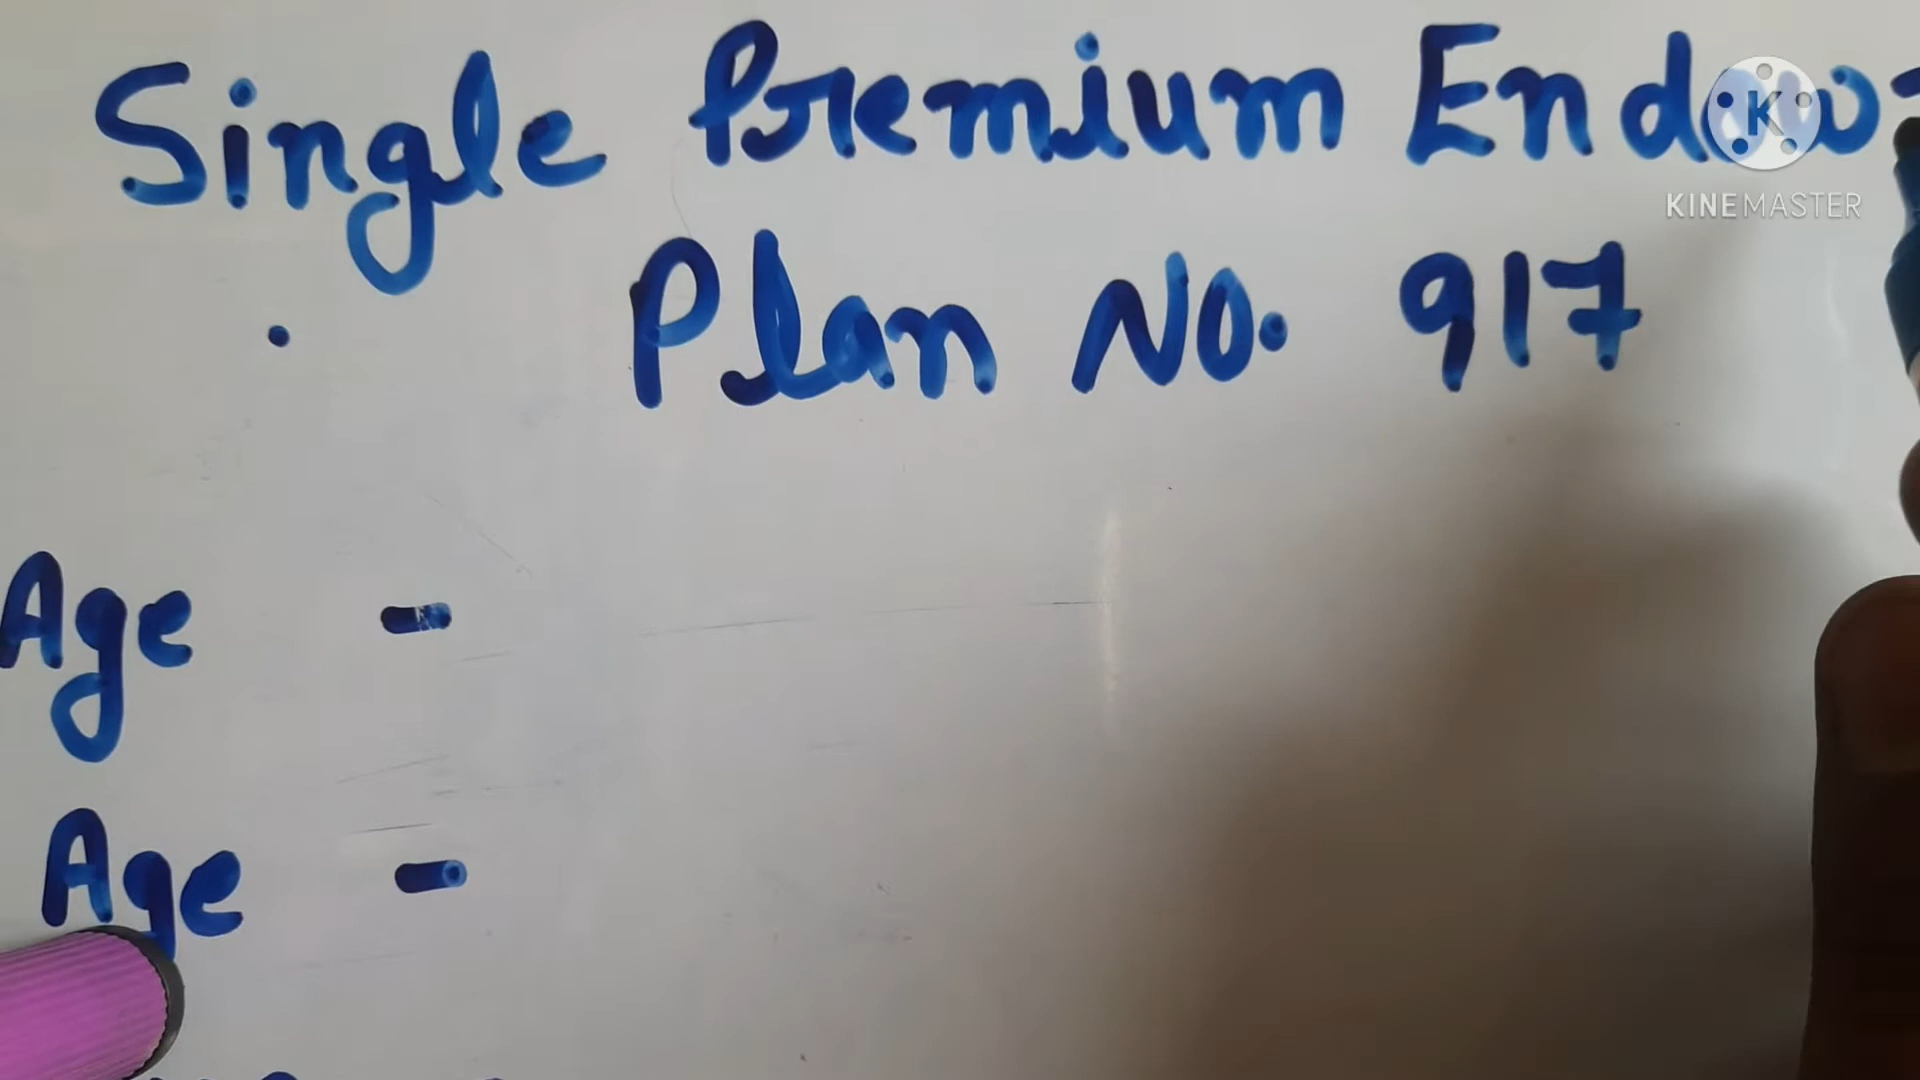 Single Premium Endow-
KINEMASTER
Plan No. 917
Age -
Age -